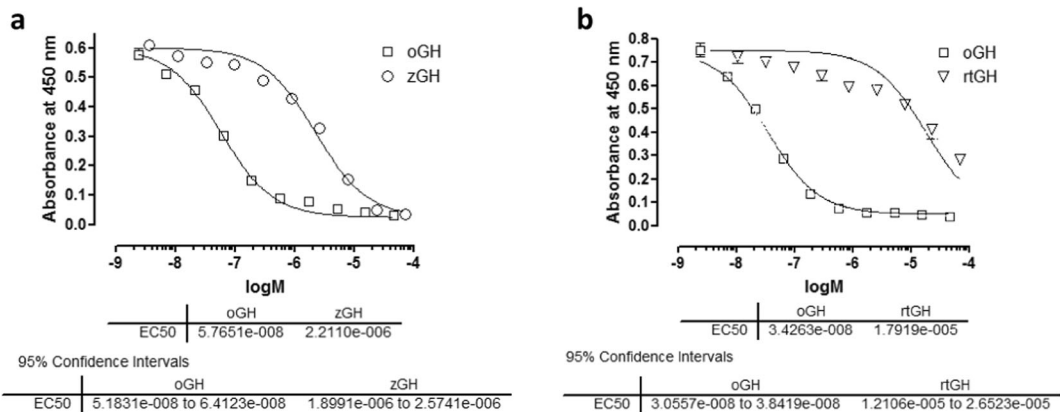 a
Absorbance at 450 nm
0.6
0.5
0.4
0.3
0.2
0.1
0.0
oGH
zGH
-9 -8 -7 -6 -5 -4
logM
oGH zGH
EC50 5.7651e-008 2.2110e-006
95% Confidence Intervals
oGH zGH
EC50 5.1831e-008 to 6.4123e-008 1.8991e-006 to 2.5741e-006
b
Absorbance at 450 nm
0.8
0.7
0.6
0.5
0.4
0.3
0.2
0.1
0.0
oGH
rtGH
-9 -8 -7 -6 -5 -4
logM
oGH rtGH
EC50 3.4263e-008 1.7919e-005
95% Confidence Intervals
oGH rtGH
EC50 3.0557e-008 to 3.8419e-008 1.2106e-005 to 2.6523e-005